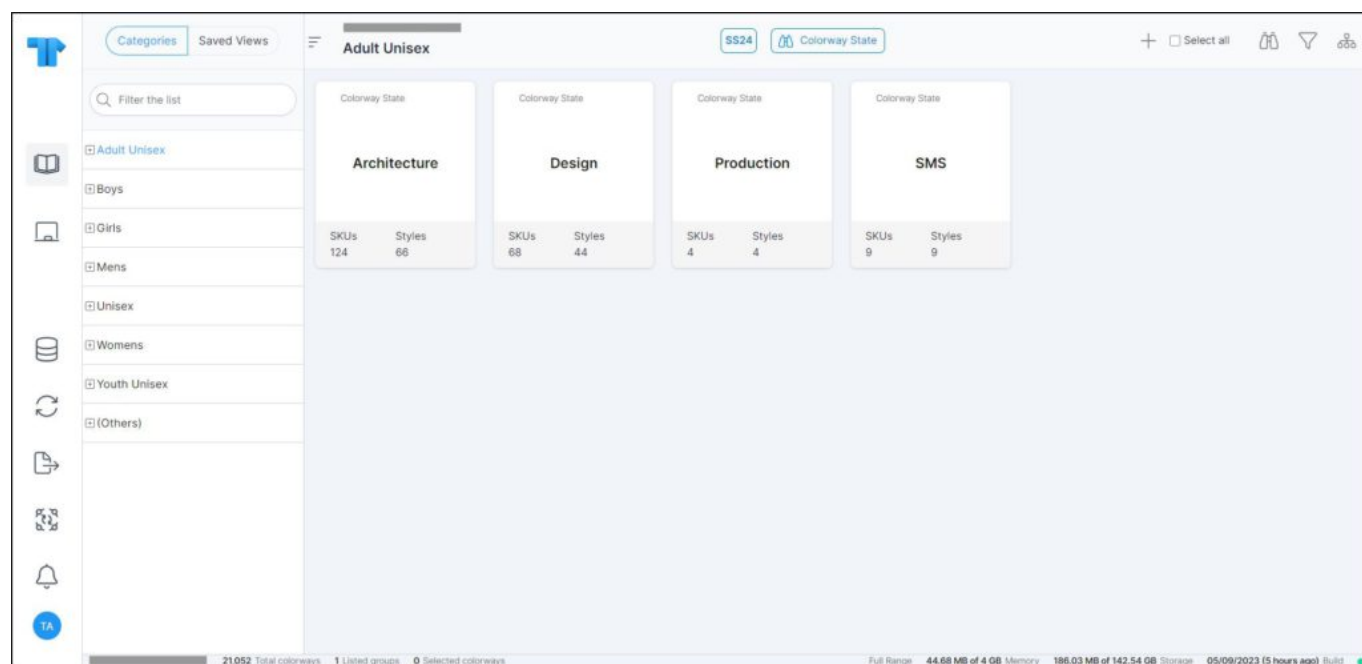 Categories Saved Views
Adult Unisex
SS24 Colorway State
Select all
Filter the list
Adult Unisex
Boys
Girls
Mens
Unisex
Womens
Youth Unisex
(Others)
Colorway State
Architecture
SKUs Styles
124 66
Colorway State
Design
SKUs Styles
68 44
Colorway State
Production
SKUs Styles
4 4
Colorway State
SMS
SKUs Styles
9 9
TA
21052 Total colorways 1 Listed groups 0 Selected colorways Full Range 44.68 MB of 4 GB Memory 186.03 MB of 142.54 GB Storage 05/09/2023 (5 hours ago) Build